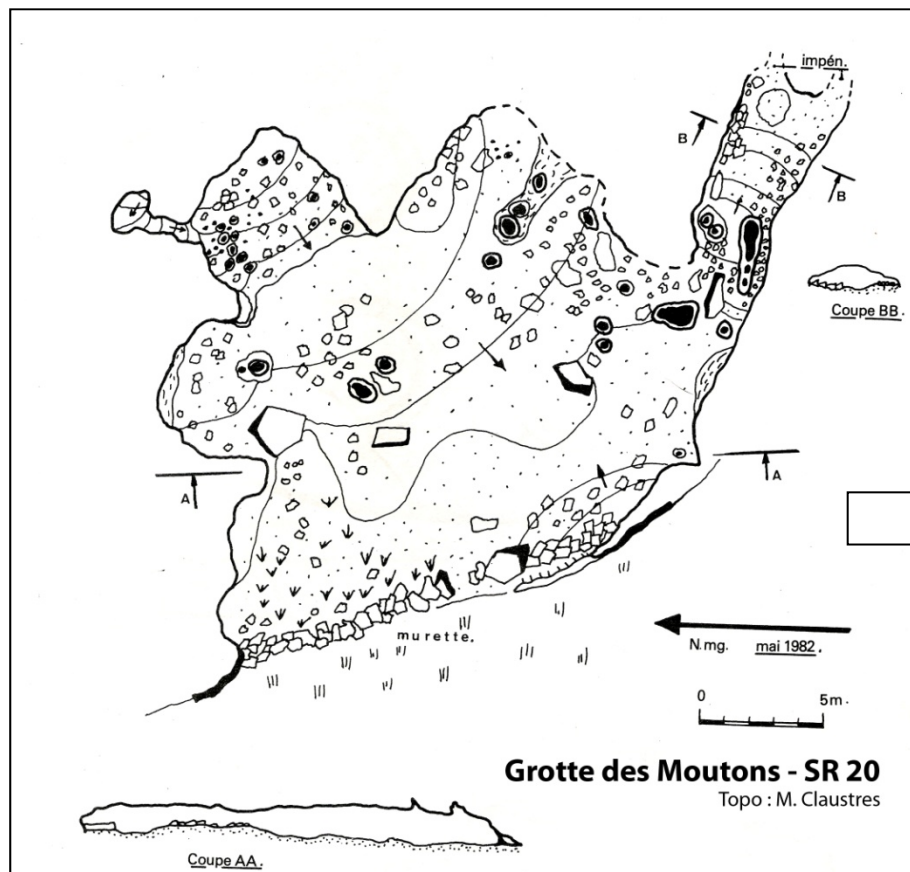 impén.
B
B
Coupe BB.
A
A
murette.
N.mg. mai 1982.
0 5m.
Grotte des Moutons - SR 20
Topo : M. Claustres
Coupe AA.